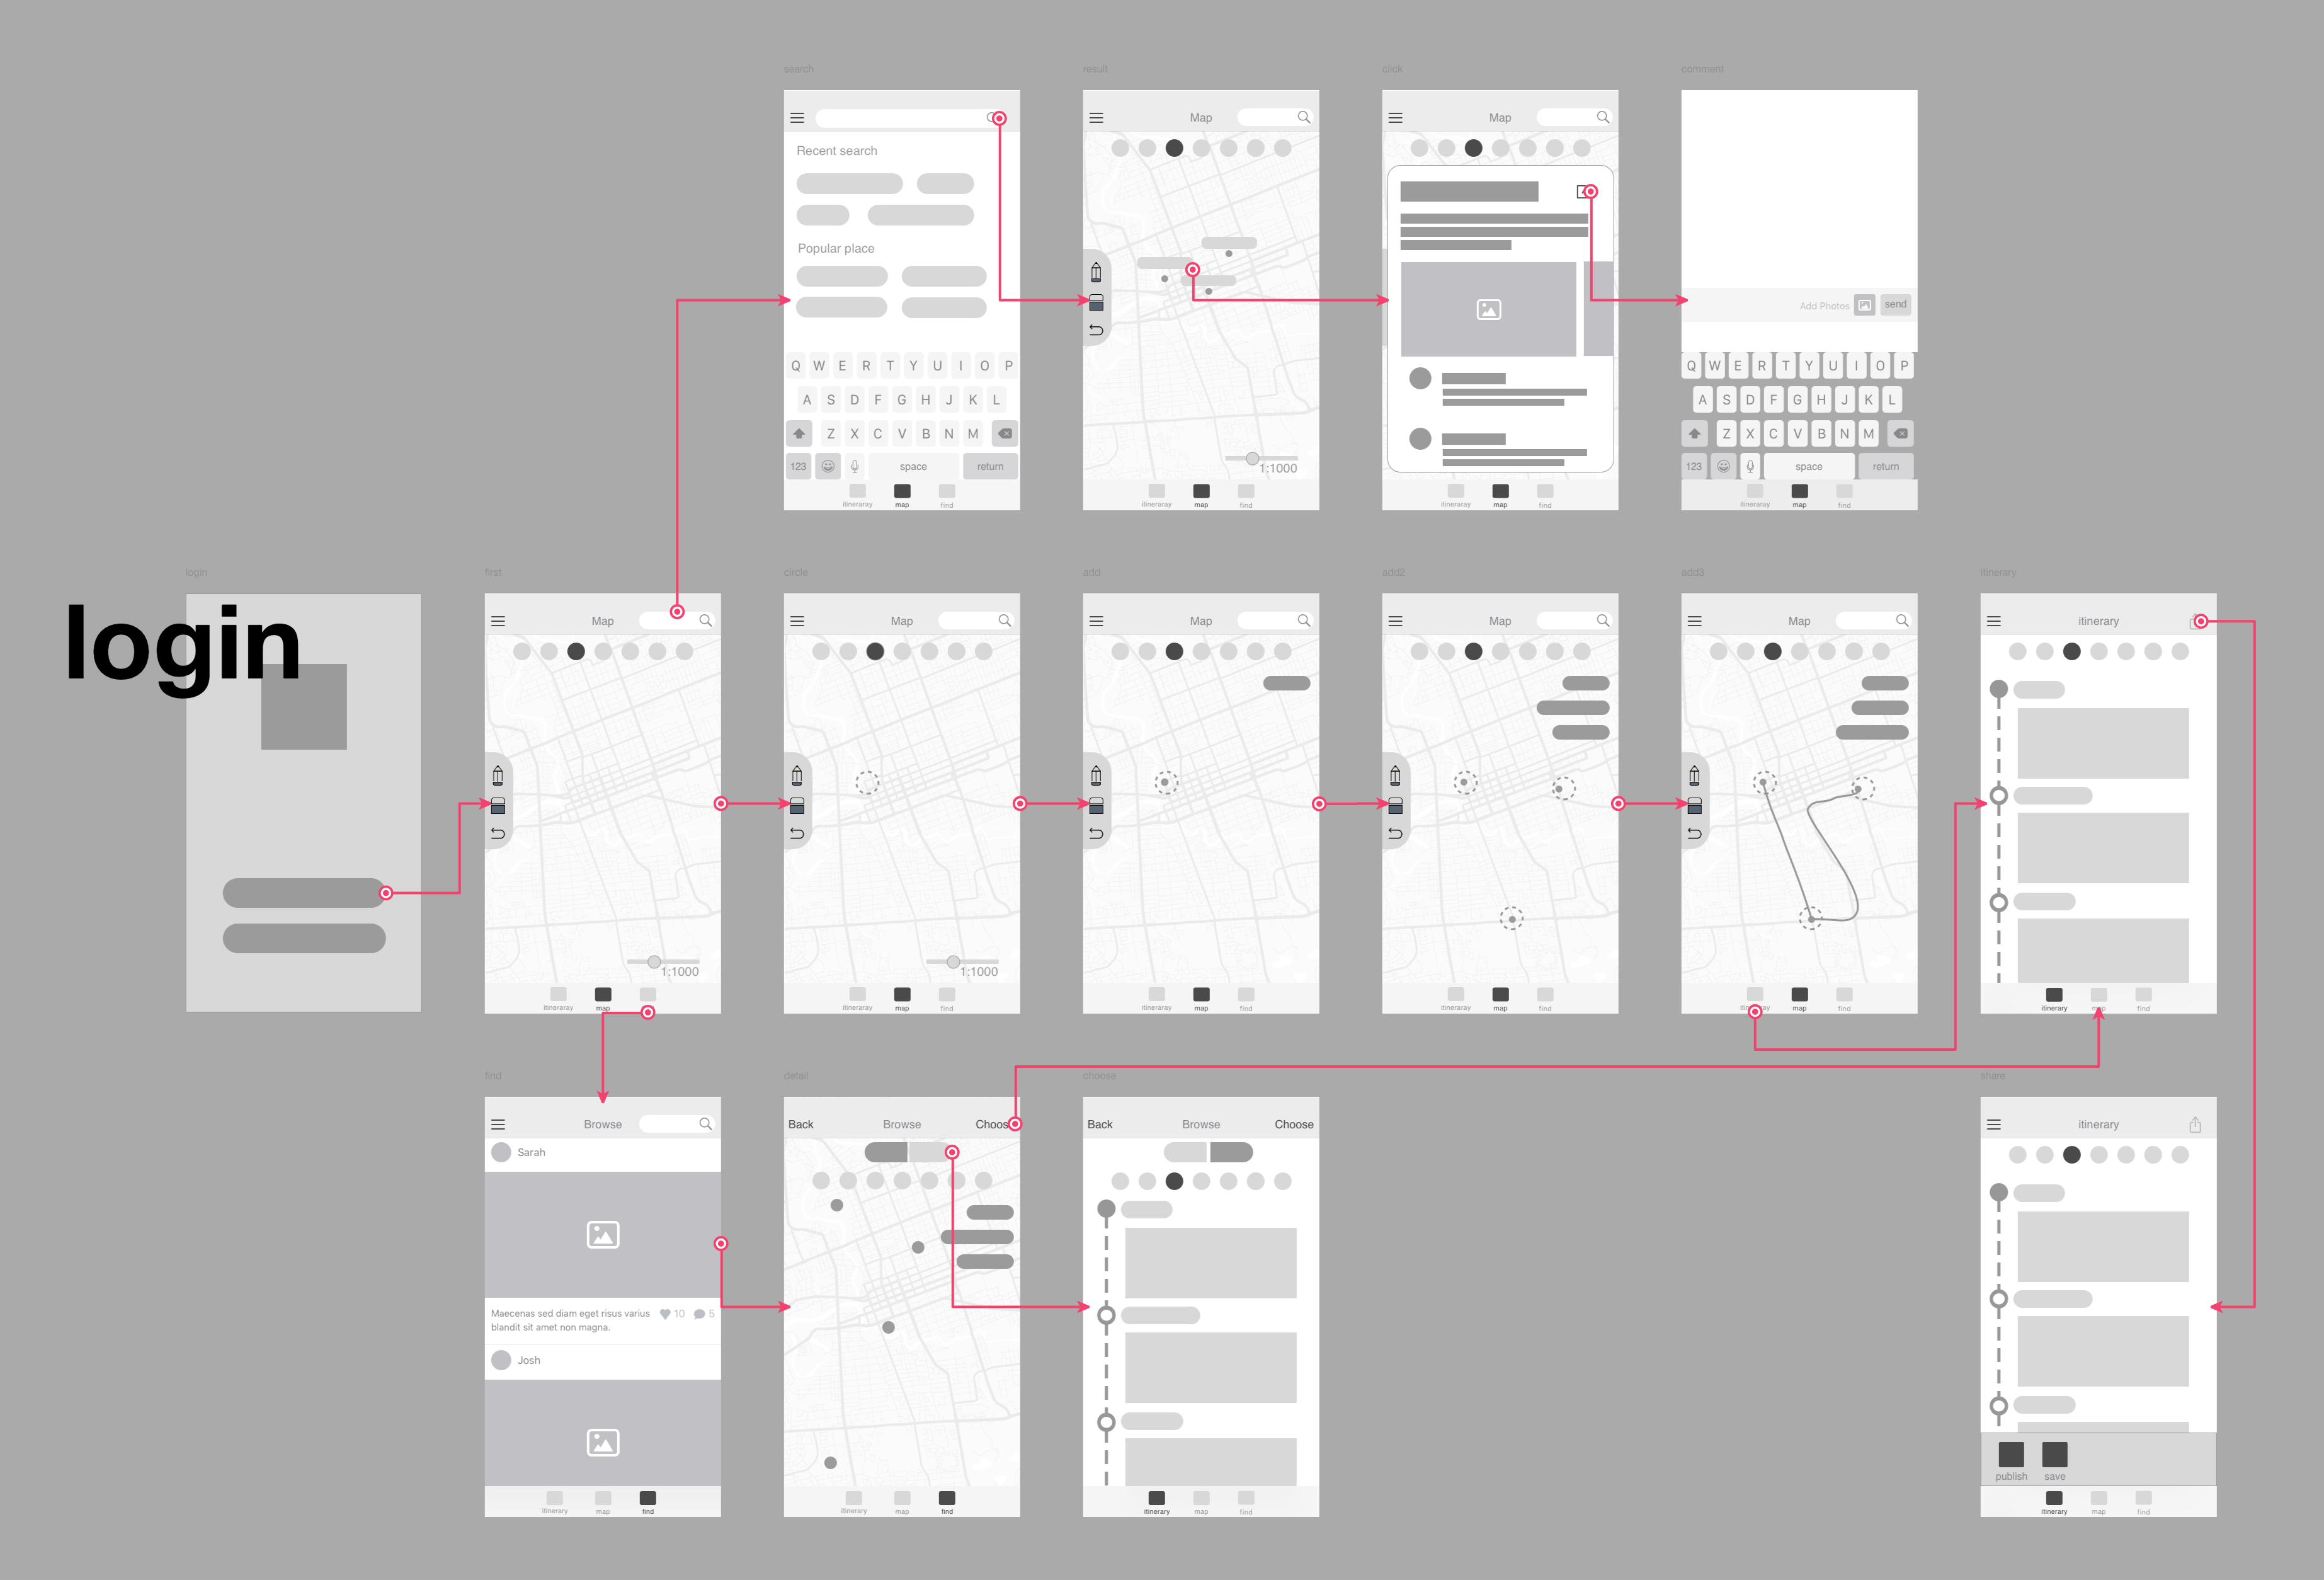 search
Recent search
Popular place
Q W E R T Y U I O P
A S D F G H J K L
Z X C V B N M
123 space return
itineraray map find
result
Map
1:1000
itineraray map find
click
Map
itineraray map find
comment
Add Photos send
Q W E R T Y U I O P
A S D F G H J K L
Z X C V B N M
123 space return
itineraray map find
login
login
first
Map
1:1000
itineraray map
circle
Map
1:1000
itineraray map find
add
Map
itineraray map find
add2
Map
itineraray map find
add3
Map
map find
itinerary
itinerary
itinerary map find
find
Browse
Sarah
Maecenas sed diam eget risus varius
blandit sit amet non magna.
10 5
Josh
itinerary map find
detail
Back Browse Choos
itinerary map find
choose
Back Browse Choose
itinerary map find
share
itinerary
publish save
itinerary map find